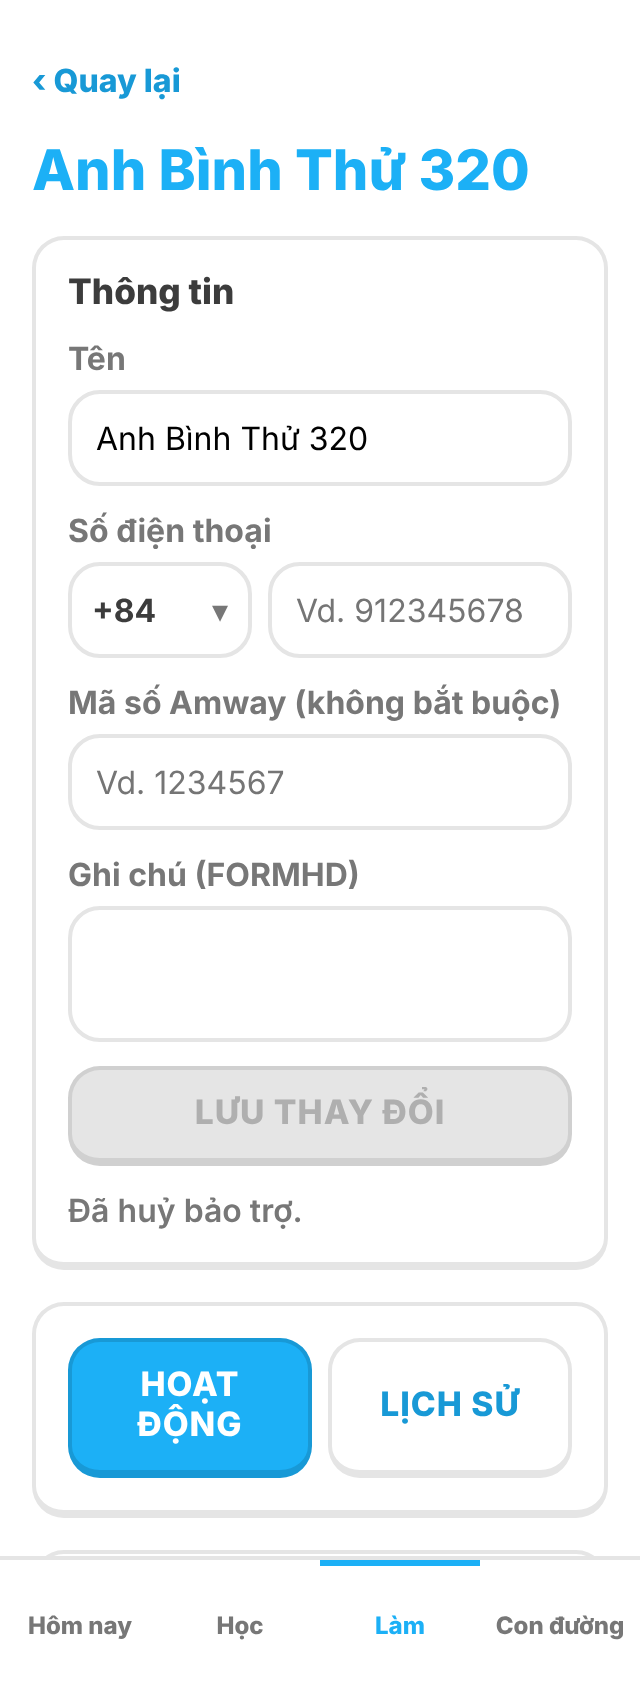 ‹ Quay lại
Anh Bình Thử 320
Thông tin
Tên
Anh Bình Thử 320
Số điện thoại
+84 ▼ Vd. 912345678
Mã số Amway (không bắt buộc)
Vd. 1234567
Ghi chú (FORMHD)
LƯU THAY ĐỔI
Đã huỷ bảo trợ.
HOẠT
ĐỘNG
LỊCH SỬ
Hôm nay Học Làm Con đường